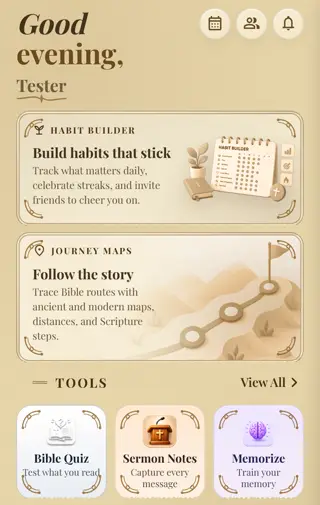 Good
evening,
Tester
HABIT BUILDER
Build habits that stick
Track what matters daily,
celebrate streaks, and invite
friends to cheer you on.
HABIT BUILDER
JOURNEY MAPS
Follow the story
Trace Bible routes with
ancient and modern maps,
distances, and Scripture
steps.
TOOLS
View All
Bible Quiz
Test what you read
Sermon Notes
Capture every
message
Memorize
Train your
memory